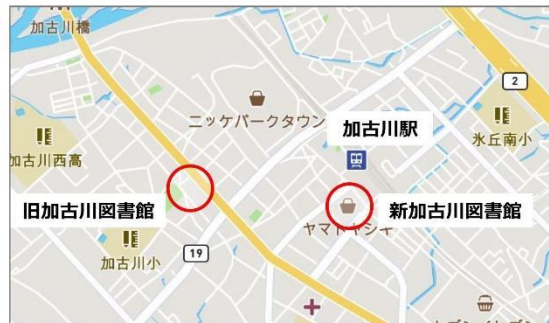 加古川橋
2
ニッケパークタウン
加古川駅
氷丘南小
加古川西高
旧加古川図書館
新加古川図書館
ヤマトヤシキ
加古川小
19